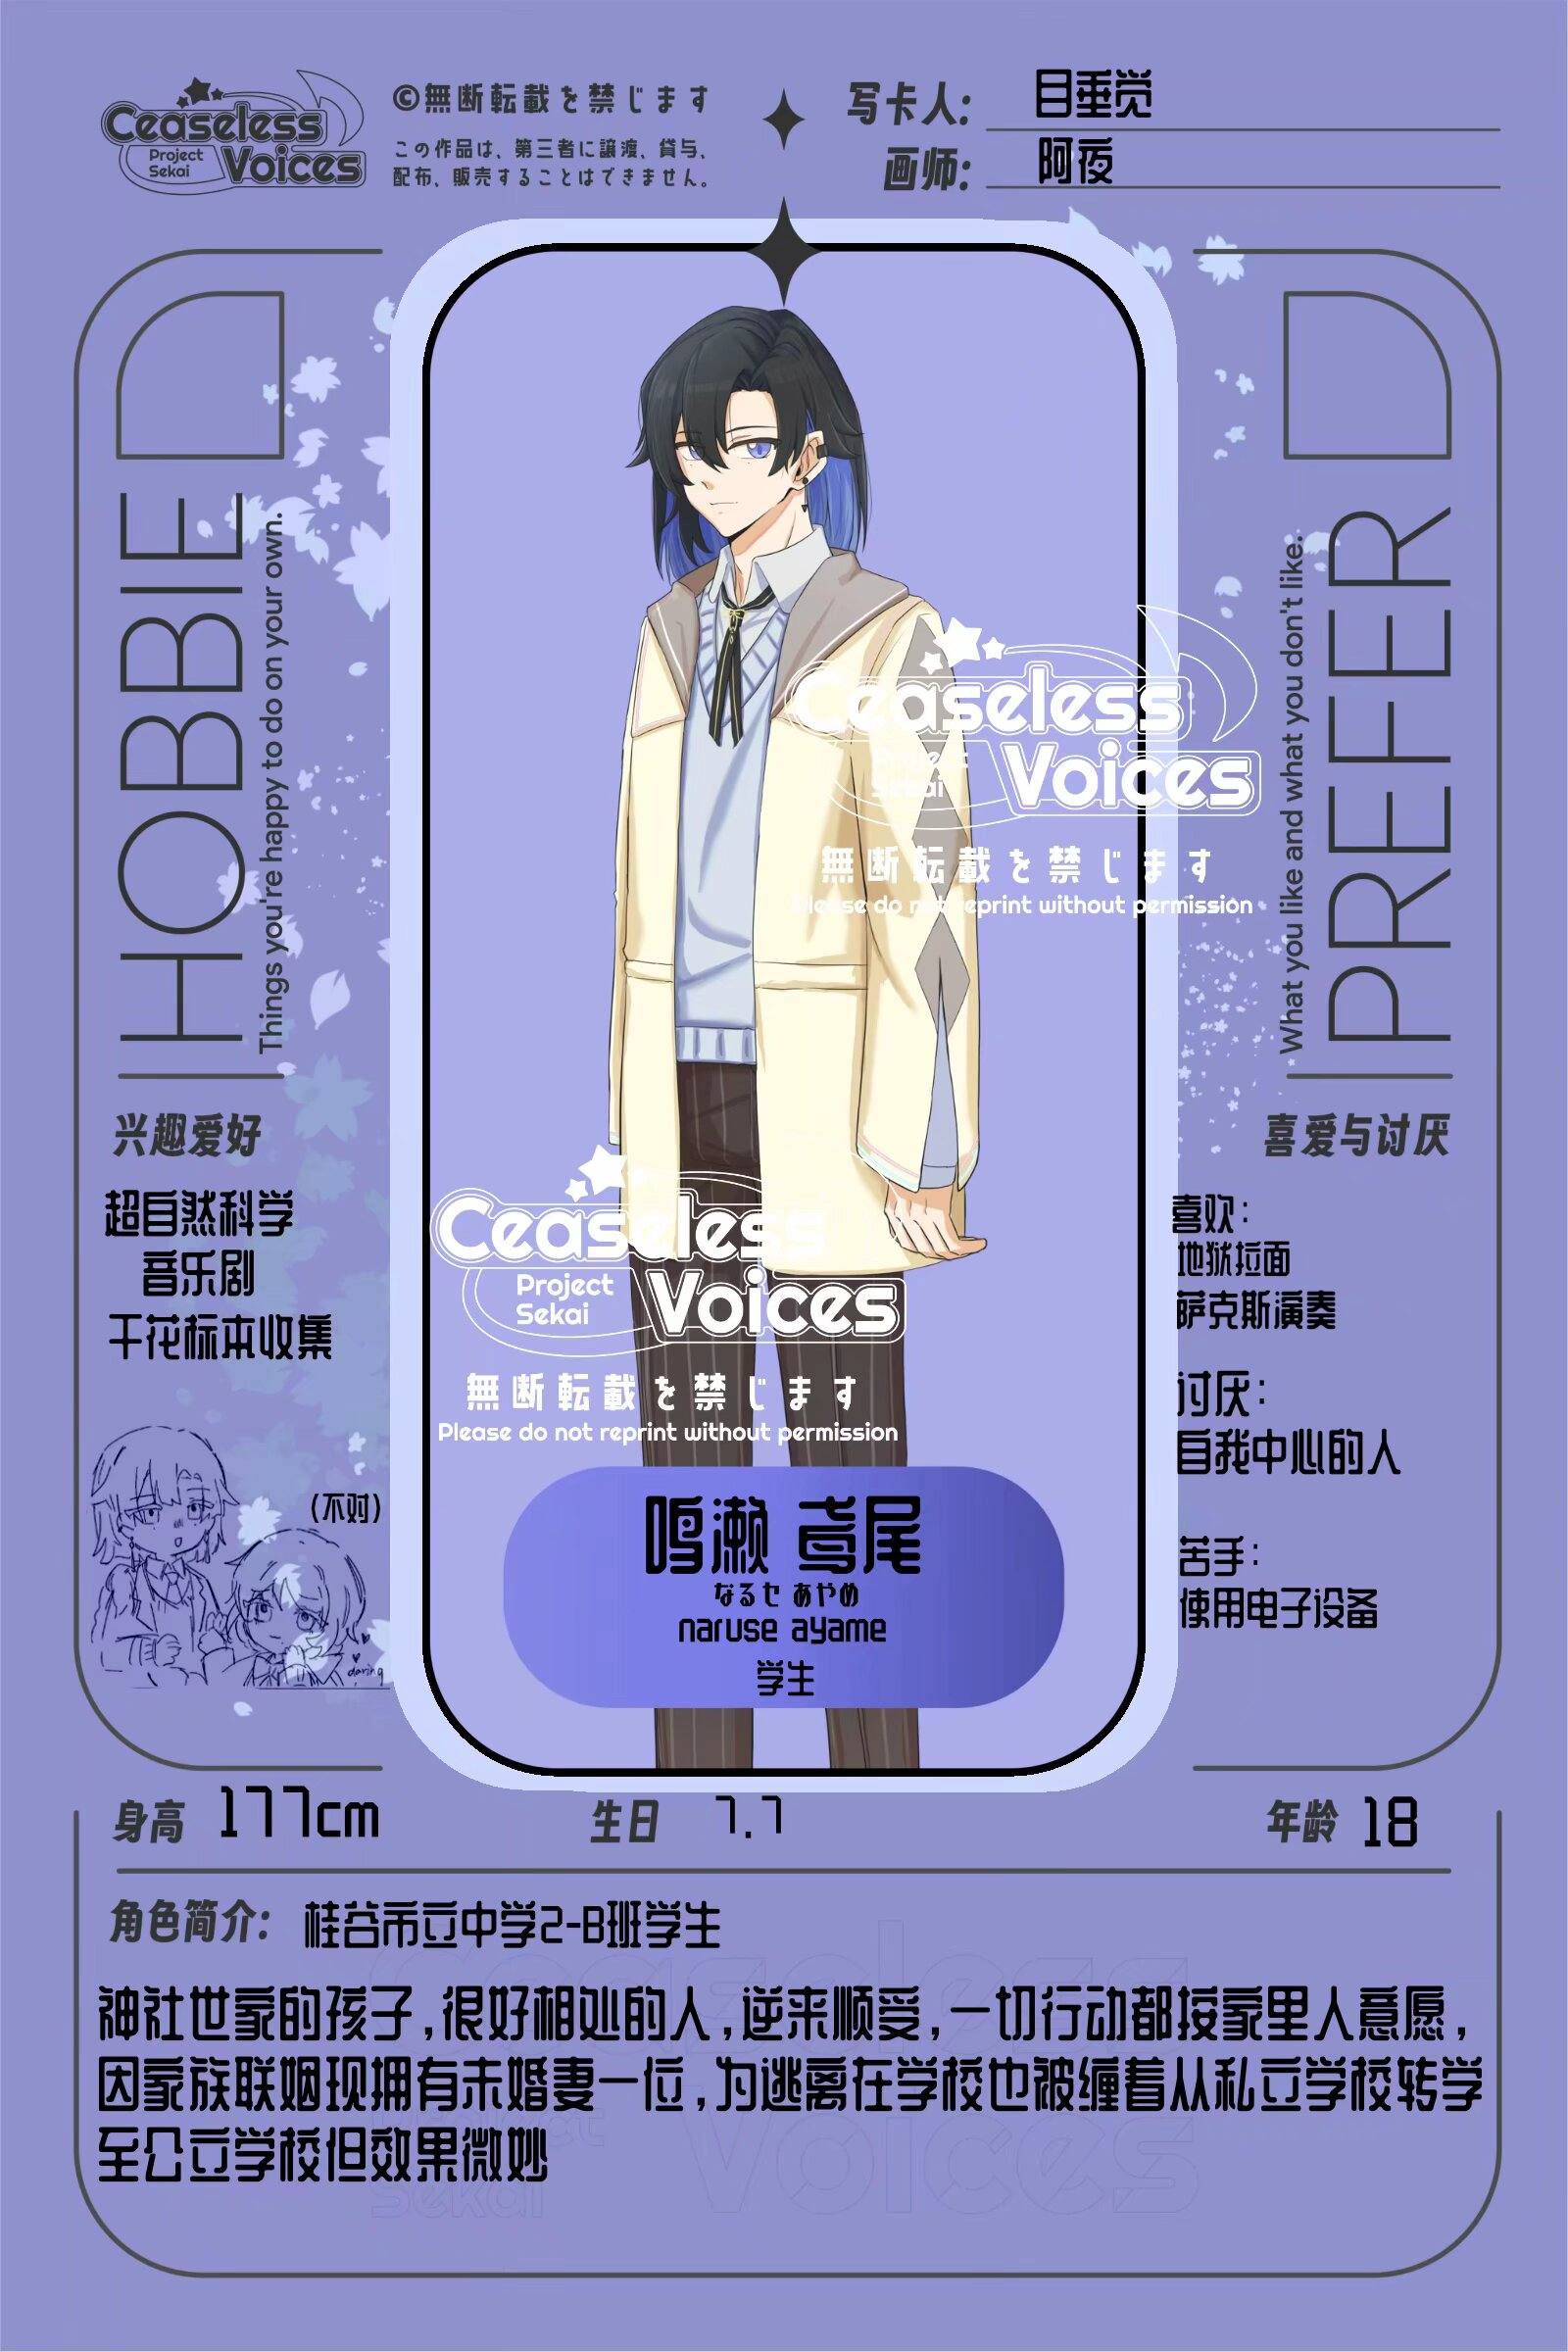 Ceaseless
Project
Sekai
Voices
©無断転載を禁じます
この作品は、第三者に譲渡、貸与、
配布、販売することはできません。
写卡人: 目垂觉
画师: 阿夜
HOBBIE
Things you're happy to do on your own.
兴趣爱好
超自然科学
音乐剧
干花标本收集
(不对)
daring
PREFER
What you like and what you don't like.
喜爱与讨厌
喜欢:
地狱拉面
萨克斯演奏
讨厌:
自我中心的人
苦手:
使用电子设备
Ceaseless
Project
Sekai
Voices
無断転載を禁じます
Please do not reprint without permission
Ceaseless
Project
Sekai
Voices
無断転載を禁じます
Please do not reprint without permission
鸣濑 鸢尾
なるせ あやめ
naruse ayame
学生
身高 177cm
生日 7.7
年龄 18
角色简介: 桂谷市立中学2-B班学生
神社世家的孩子,很好相处的人,逆来顺受,一切行动都按家里人意愿,
因家族联姻现拥有未婚妻一位,为逃离在学校也被缠着从私立学校转学
至公立学校但效果微妙
Ceaseless
Project
Sekai
Voices